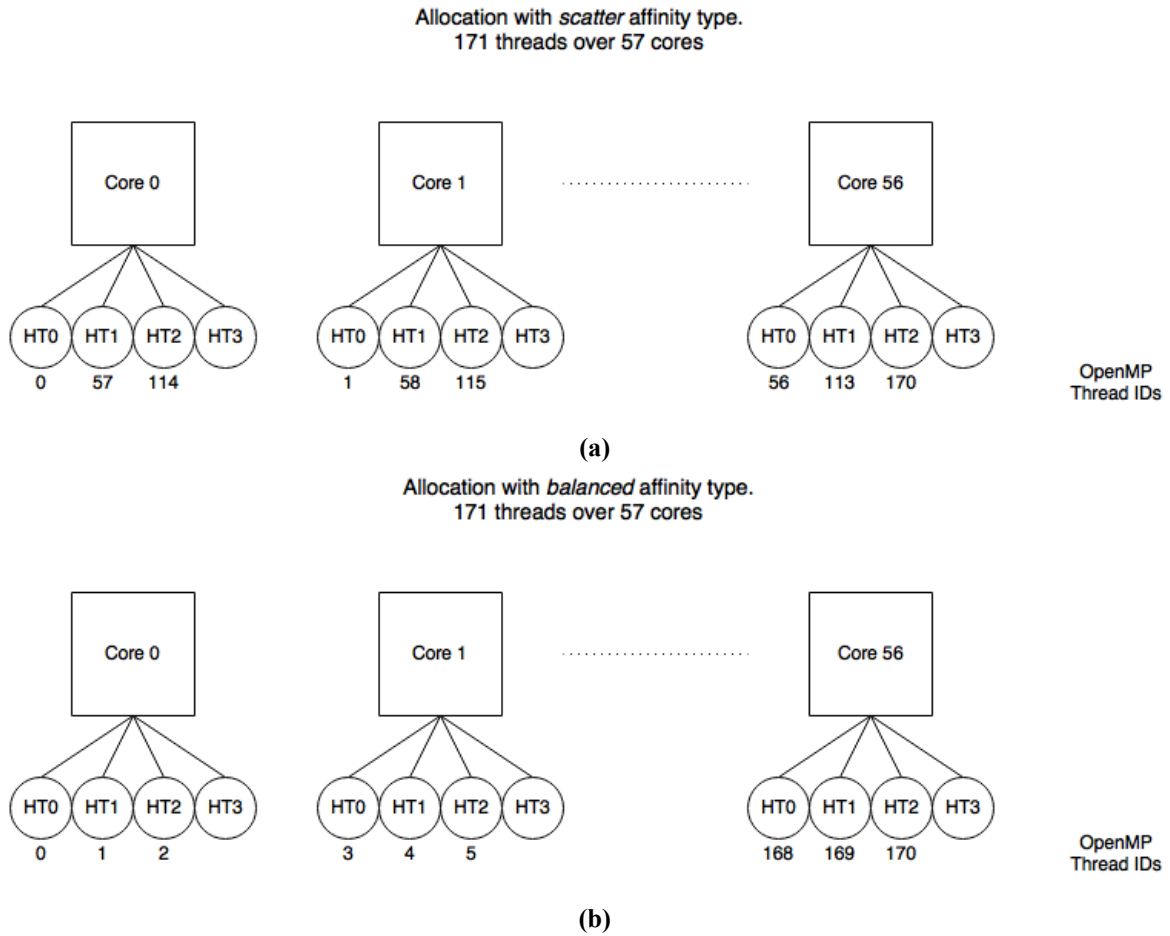 Allocation with scatter affinity type.
171 threads over 57 cores
Core 0
Core 1
Core 56
HT0 HT1 HT2 HT3
HT0 HT1 HT2 HT3
HT0 HT1 HT2 HT3
0 57 114
1 58 115
56 113 170
OpenMP
Thread IDs
(a)
Allocation with balanced affinity type.
171 threads over 57 cores
Core 0
Core 1
Core 56
HT0 HT1 HT2 HT3
HT0 HT1 HT2 HT3
HT0 HT1 HT2 HT3
0 1 2
3 4 5
168 169 170
OpenMP
Thread IDs
(b)